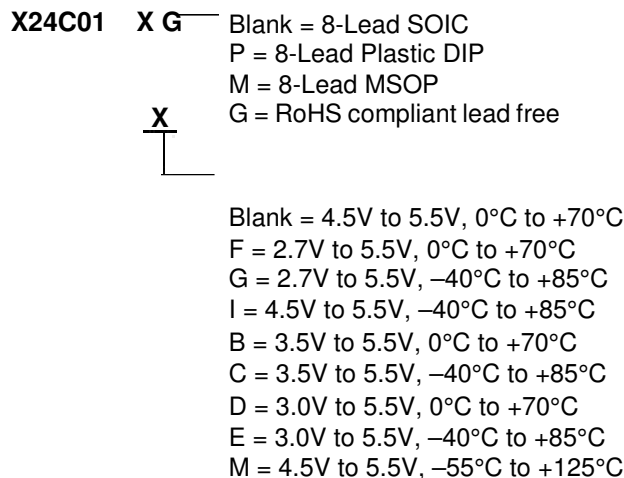 X24C01 X G Blank = 8-Lead SOIC
P = 8-Lead Plastic DIP
M = 8-Lead MSOP
G = RoHS compliant lead free
X
Blank = 4.5V to 5.5V, 0°C to +70°C
F = 2.7V to 5.5V, 0°C to +70°C
G = 2.7V to 5.5V, –40°C to +85°C
I = 4.5V to 5.5V, –40°C to +85°C
B = 3.5V to 5.5V, 0°C to +70°C
C = 3.5V to 5.5V, –40°C to +85°C
D = 3.0V to 5.5V, 0°C to +70°C
E = 3.0V to 5.5V, –40°C to +85°C
M = 4.5V to 5.5V, –55°C to +125°C